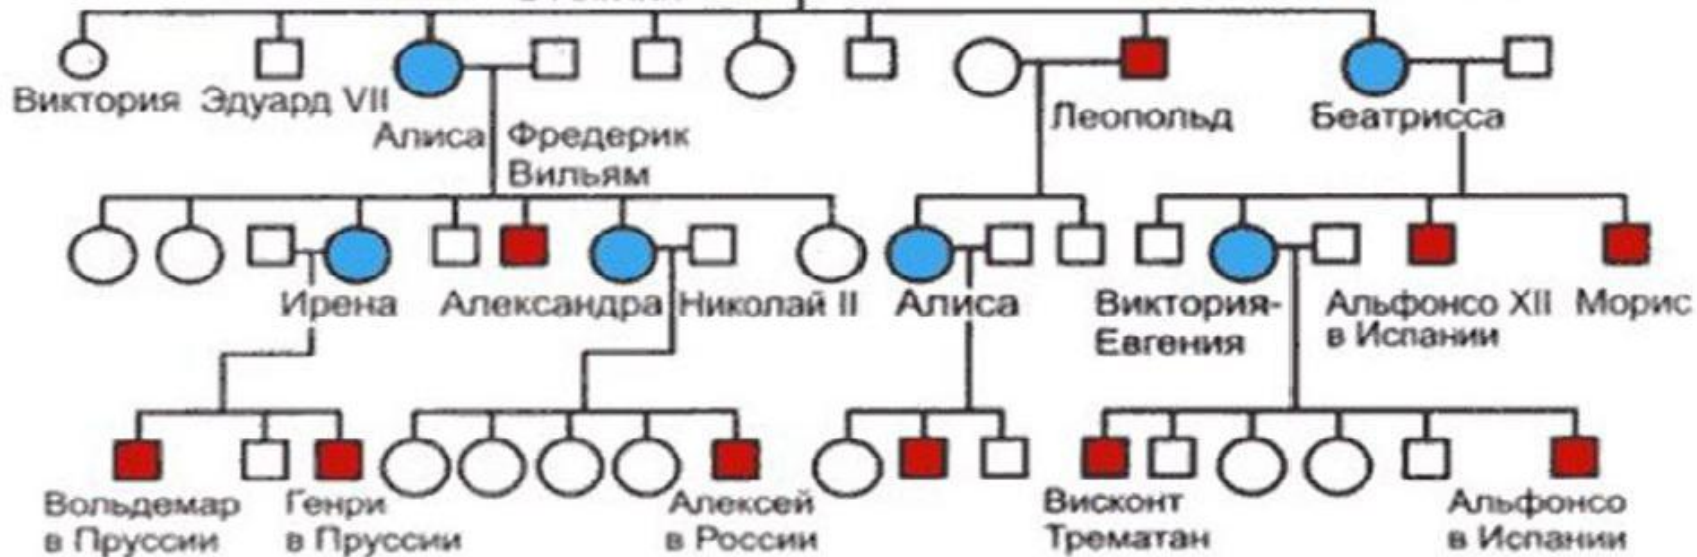 Виктория Эдуард VII
Алиса Фредерик
Вильям
Леопольд
Беатрисса
Ирена
Александра Николай II
Алиса
Виктория-
Евгения
Альфонсо XII
в Испании
Морис
Вольдемар
в Пруссии
Генри
в Пруссии
Алексей
в России
Висконт
Трематан
Альфонсо
в Испании